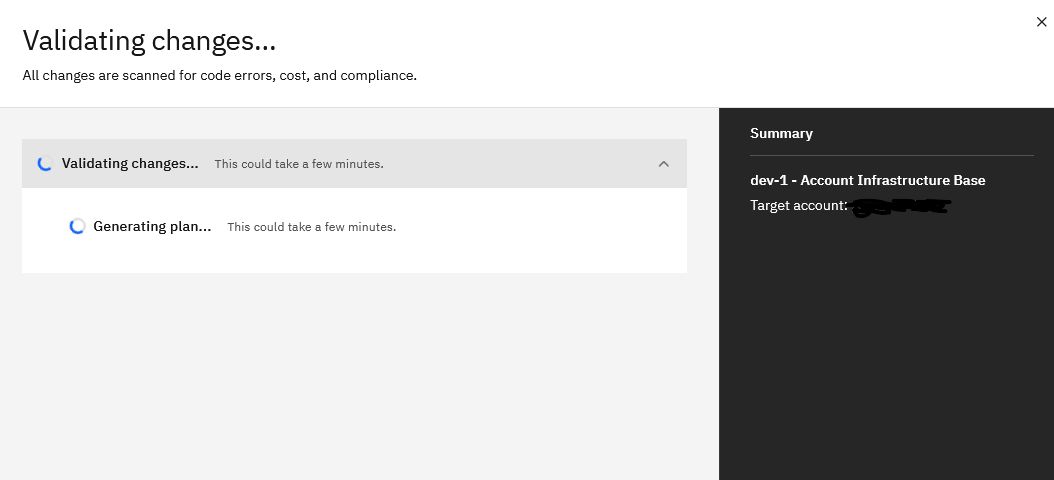 Validating changes...
All changes are scanned for code errors, cost, and compliance.
Validating changes... This could take a few minutes.
Generating plan... This could take a few minutes.
Summary
dev-1 - Account Infrastructure Base
Target account: